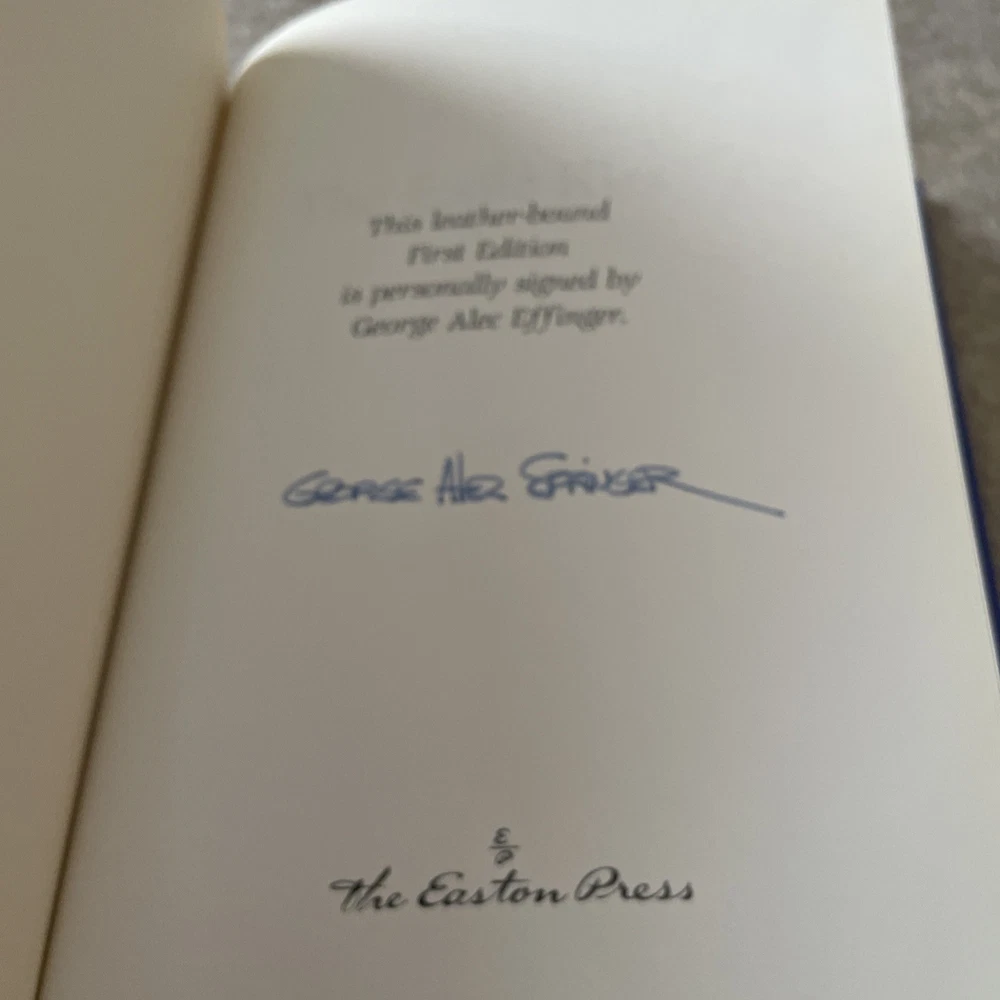 This leather-bound
First Edition
is personally signed by
George Alec Effinger.
George Alec Effinger
E
P
The Easton Press